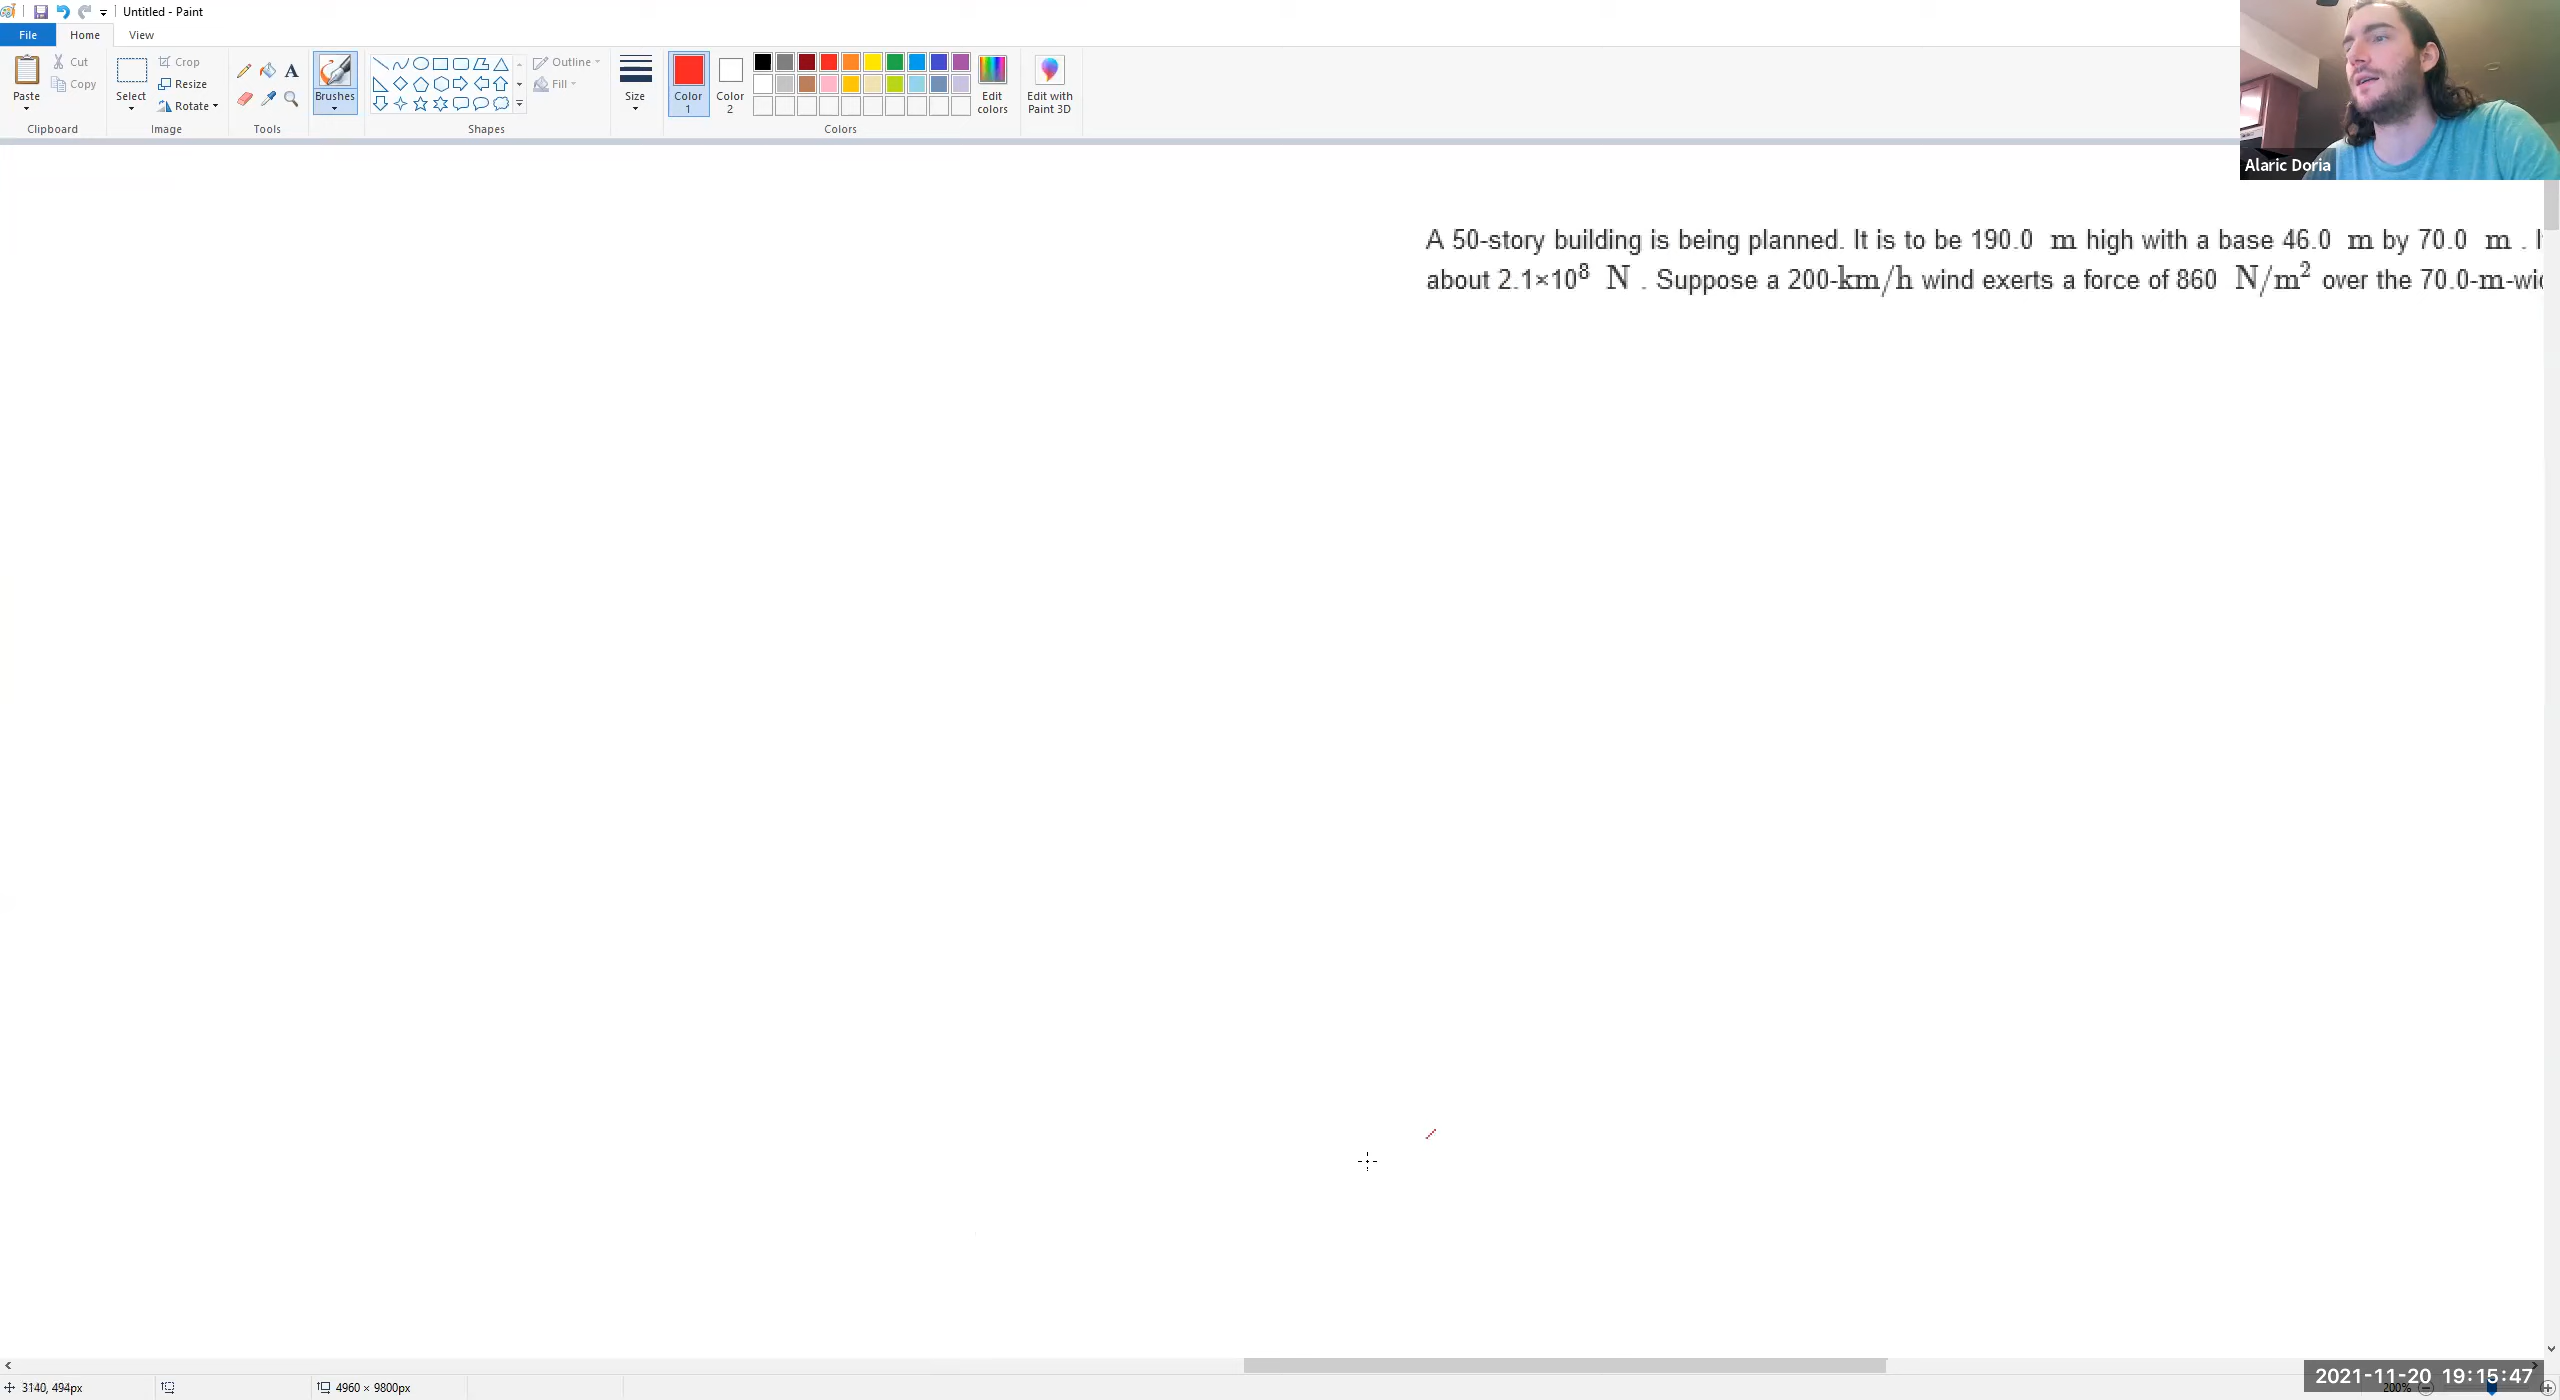 Untitled - Paint
File Home View
Paste
Cut
Copy
Clipboard
Select
Crop
Resize
Rotate
Image
Tools
Brushes
Shapes
Outline
Fill
Size
Color 1
Color 2
Colors
Edit colors
Edit with Paint 3D
Alaric Doria
A 50-story building is being planned. It is to be 190.0 m high with a base 46.0 m by 70.0 m .
about 2.1×10⁸ N . Suppose a 200-km/h wind exerts a force of 860 N/m² over the 70.0-m-
3140, 494px
4960 × 9800px
200%
2021-11-20 19:15:47